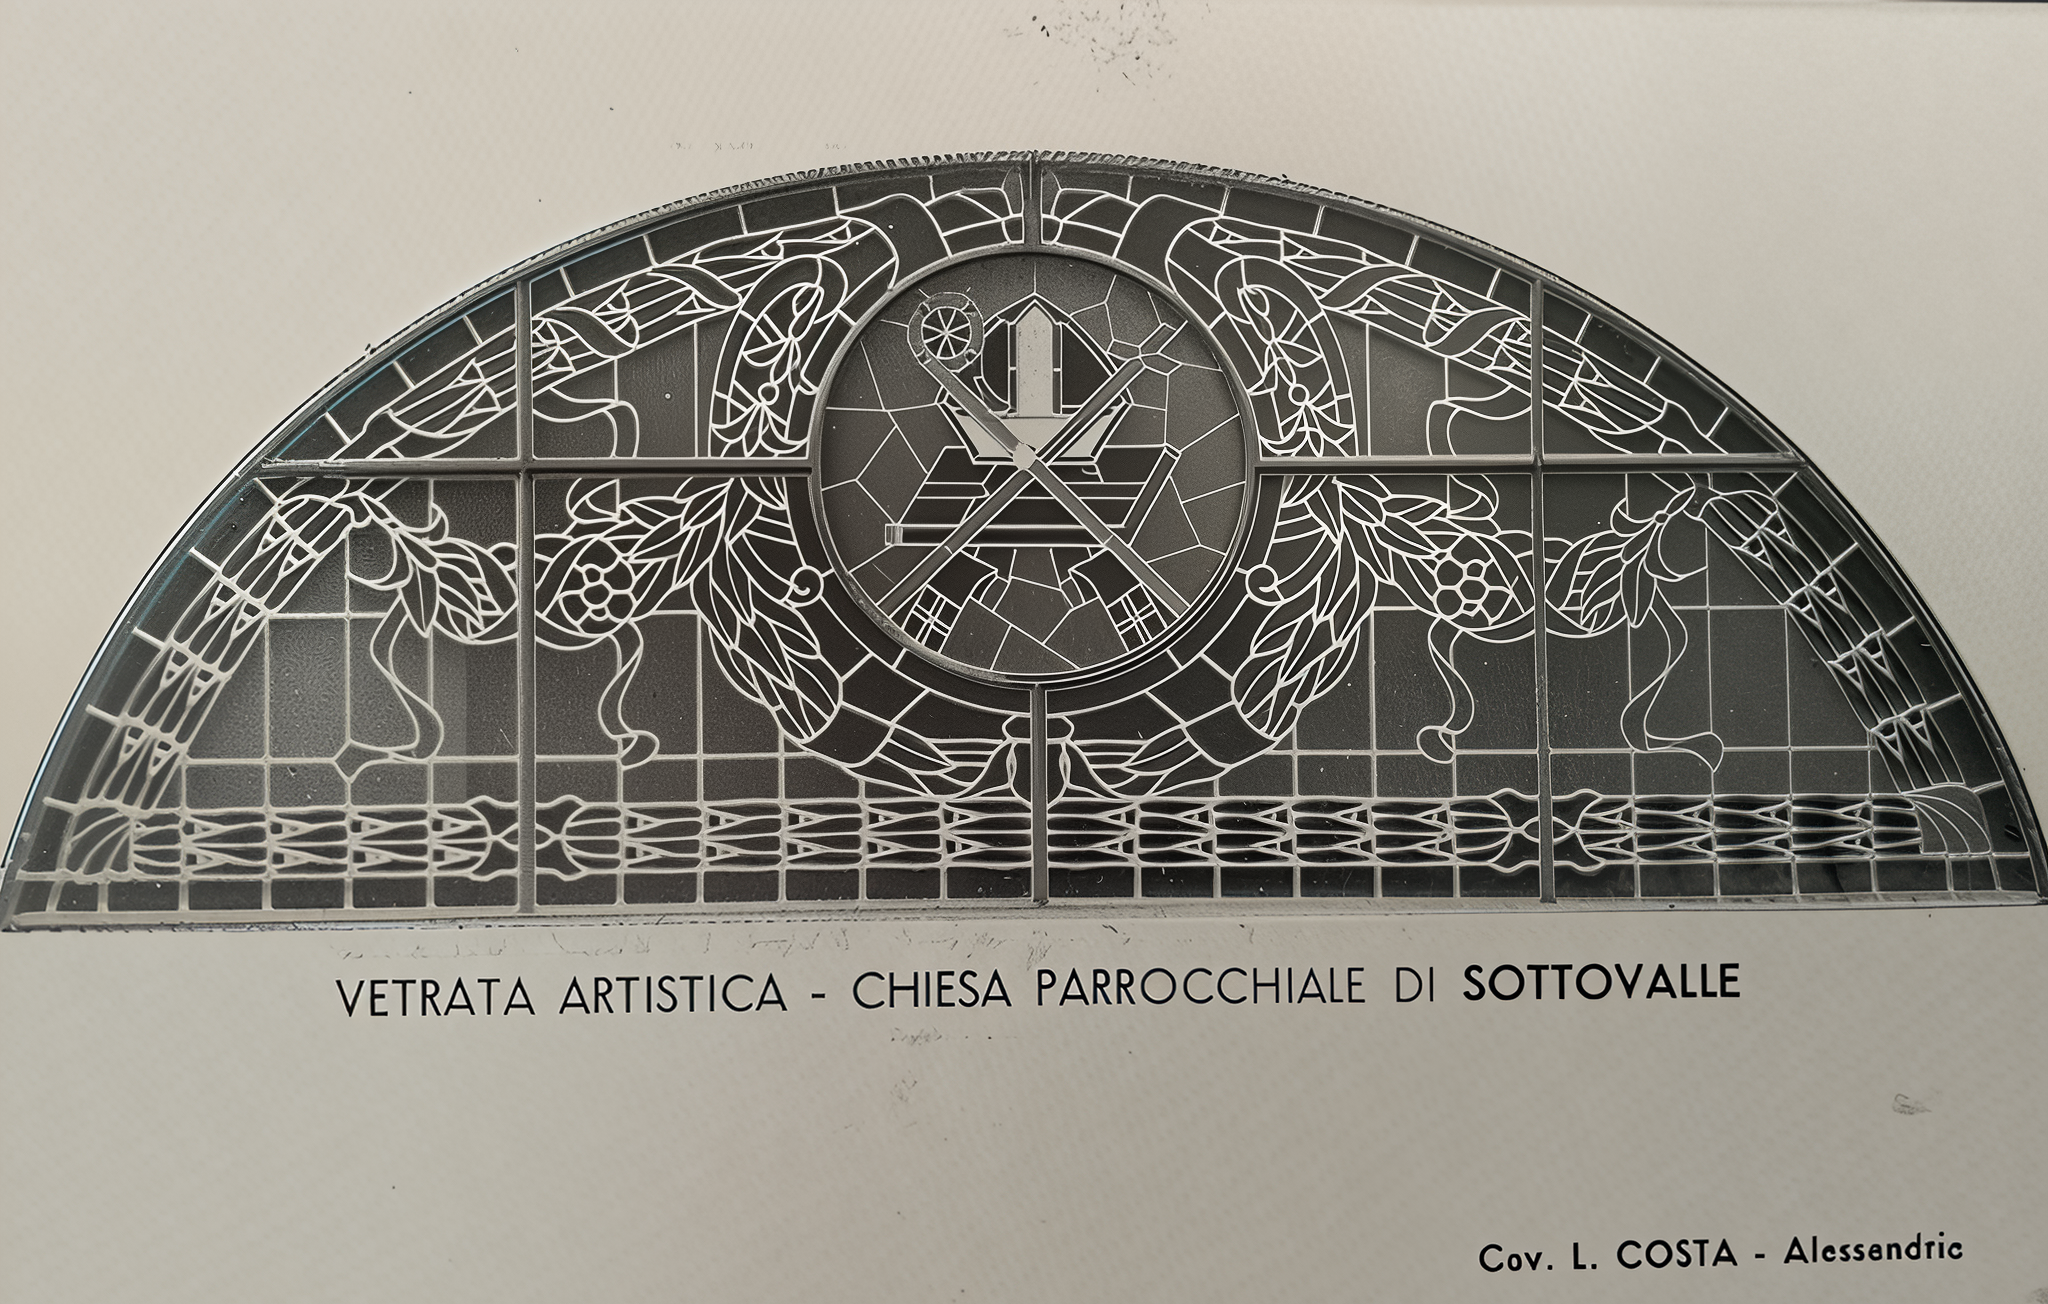 VETRATA ARTISTICA - CHIESA PARROCCHIALE DI SOTTOVALLE
Cov. L. COSTA - Alessandric